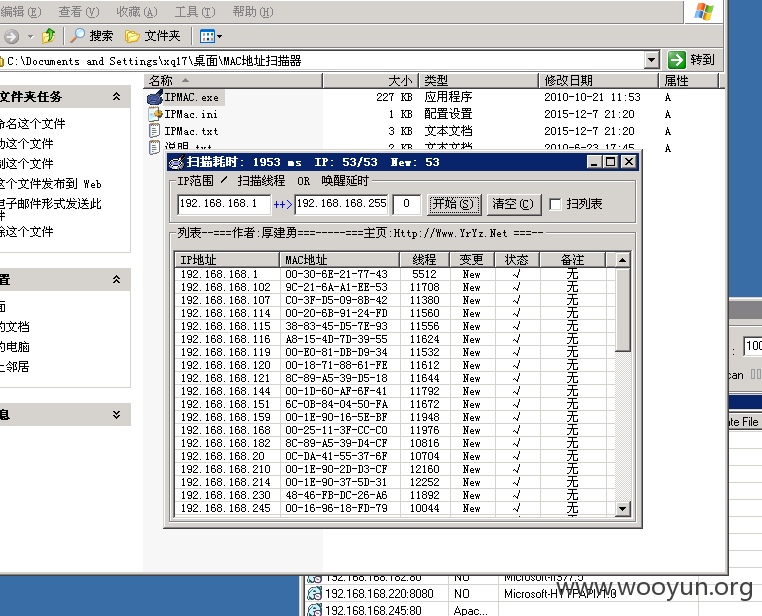 编辑(E) 查看(V) 收藏(A) 工具(T) 帮助(H)
搜索 文件夹
C:\Documents and Settings\xq17\桌面\MAC地址扫描器 转到
文件夹任务
命名这个文件
动这个文件
制这个文件
这个文件发布到 Web
电子邮件形式发送此
件
除这个文件
置
面
的文档
的电脑
上邻居
息
名称 大小 类型 修改日期 属性
IPMAC.exe 227 KB 应用程序 2010-10-21 11:53 A
IPMac.ini 1 KB 配置设置 2015-12-7 21:20 A
IPMac.txt 3 KB 文本文档 2015-12-7 21:20 A
说明.txt 2 KB 文本文档 2010-6-23 17:45 A
扫描耗时: 1953 ms IP: 53/53 New: 53
IP范围 / 扫描线程 OR 唤醒延时
192.168.168.1 ++> 192.168.168.255 0 开始(S) 清空(C) 扫列表
列表--===作者:厚建勇===-----===主页:Http://Www.YrYz.Net ===--
IP地址 MAC地址 线程 变更 状态 备注
192.168.168.1 00-30-6E-21-77-43 5512 New √ 无
192.168.168.102 9C-21-6A-A1-EE-53 11708 New √ 无
192.168.168.107 C0-3F-D5-09-8B-42 11380 New √ 无
192.168.168.114 00-20-6B-91-24-FD 11560 New √ 无
192.168.168.115 38-83-45-D5-7E-93 11556 New √ 无
192.168.168.116 A8-15-4D-7D-39-55 11624 New √ 无
192.168.168.119 00-E0-81-DB-D9-34 11532 New √ 无
192.168.168.120 00-18-71-88-61-FE 11612 New √ 无
192.168.168.121 8C-89-A5-39-D5-18 11644 New √ 无
192.168.168.144 00-1D-60-AF-6F-41 11792 New √ 无
192.168.168.151 6C-0B-84-04-50-FA 11672 New √ 无
192.168.168.159 00-1E-90-16-5E-BF 11948 New √ 无
192.168.168.168 00-25-11-3F-CC-C0 11976 New √ 无
192.168.168.182 8C-89-A5-39-D4-CF 10816 New √ 无
192.168.168.20 0C-DA-41-55-37-6F 10704 New √ 无
192.168.168.210 00-1E-90-2D-D3-CF 12160 New √ 无
192.168.168.214 00-1E-90-37-5D-31 12252 New √ 无
192.168.168.230 48-46-FB-DC-26-A6 11892 New √ 无
192.168.168.245 00-16-96-18-FD-79 10044 New √ 无
: 100
can
ate File
192.168.168.182:80 NO Microsoft-IIS7.5
192.168.168.220:8080 NO Microsoft-HTTPAPI/1.0
192.168.168.245:80 Apac...
www.wooyun.org